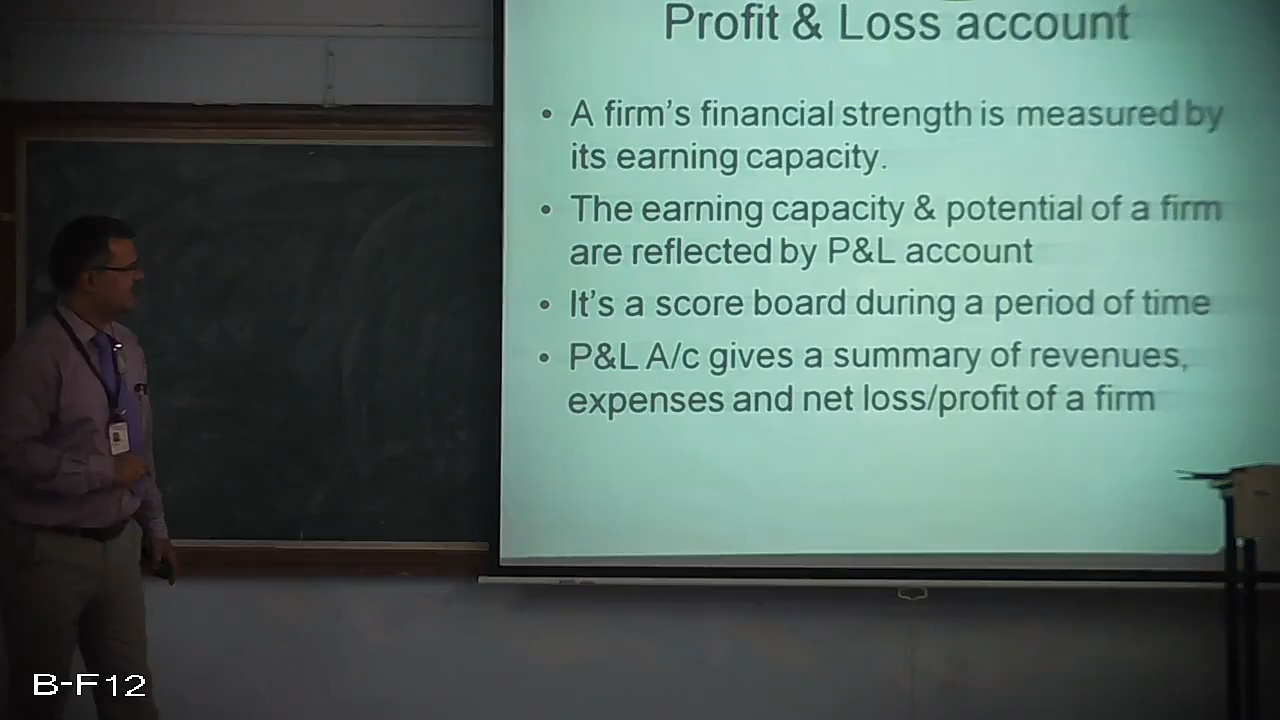 Profit & Loss account
• A firm's financial strength is measured by
its earning capacity.
• The earning capacity & potential of a firm
are reflected by P&L account
• It's a score board during a period of time
• P&L A/c gives a summary of revenues,
expenses and net loss/profit of a firm
B-F12